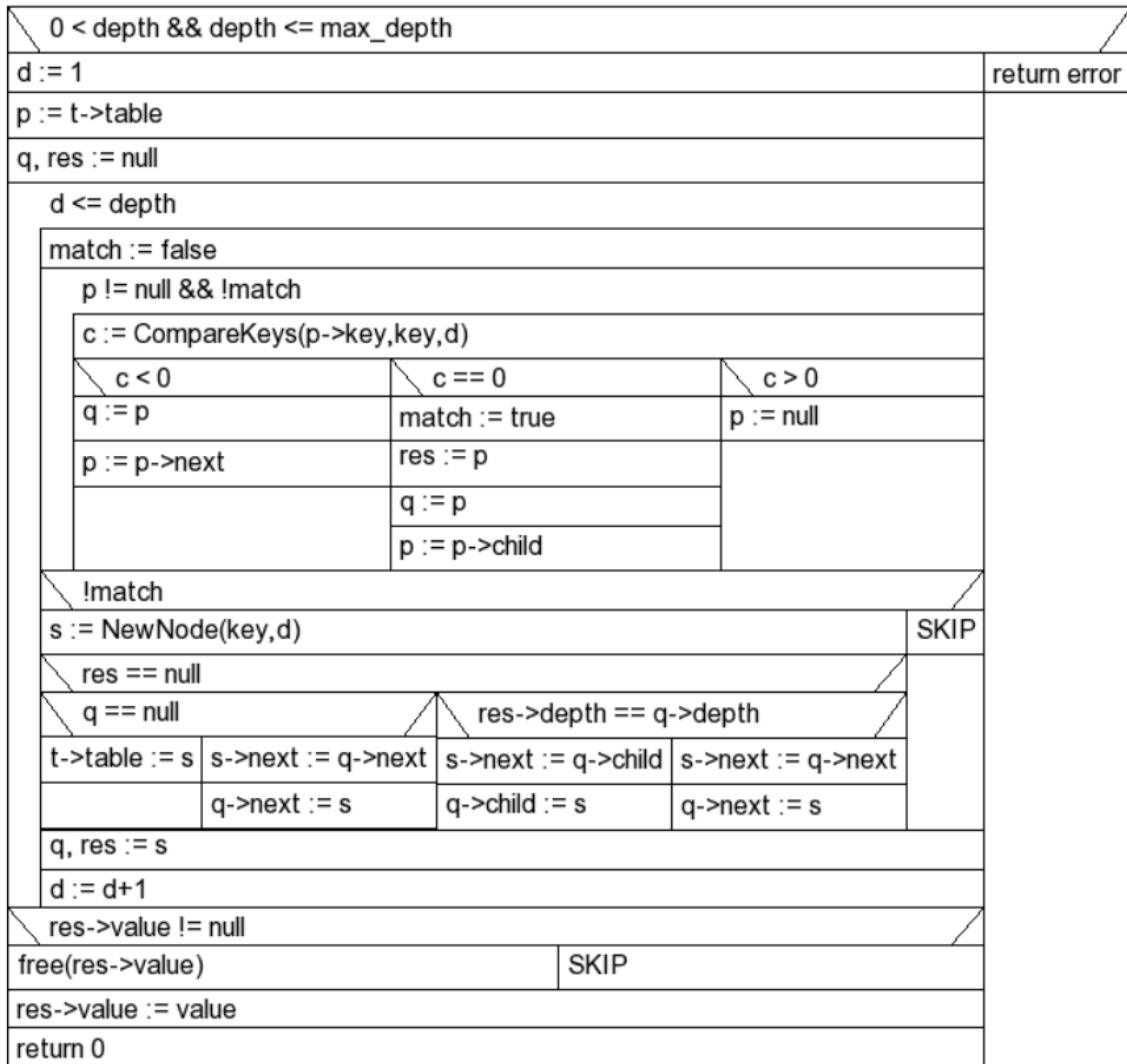 0 < depth && depth <= max_depth
d := 1
return error
p := t->table
q, res := null
d <= depth
match := false
p != null && !match
c := CompareKeys(p->key,key,d)
c < 0
c == 0
c > 0
q := p
match := true
p := null
p := p->next
res := p
q := p
p := p->child
!match
s := NewNode(key,d)
SKIP
res == null
q == null
res->depth == q->depth
t->table := s
s->next := q->next
s->next := q->child
s->next := q->next
q->next := s
q->child := s
q->next := s
q, res := s
d := d+1
res->value != null
free(res->value)
SKIP
res->value := value
return 0